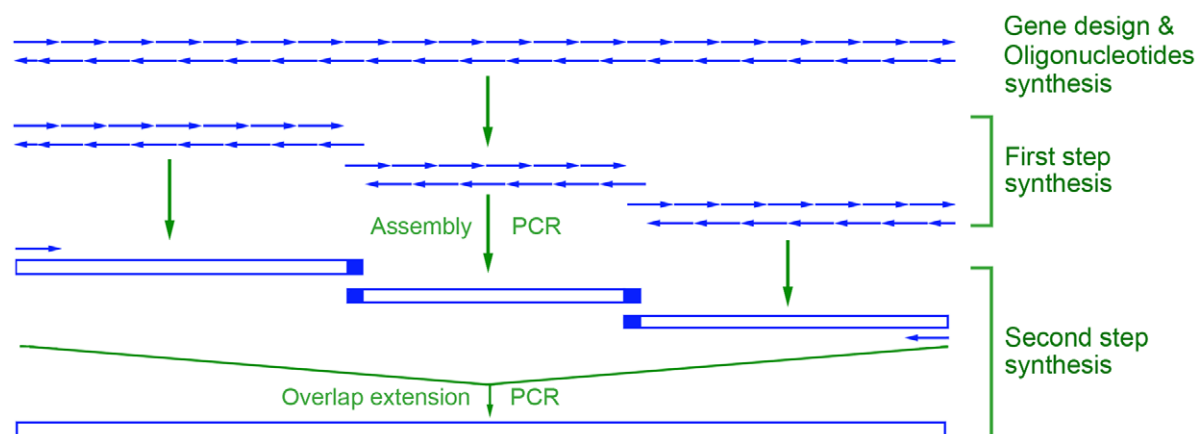 Gene design &
Oligonucleotides
synthesis
First step
synthesis
Assembly PCR
Second step
synthesis
Overlap extension PCR